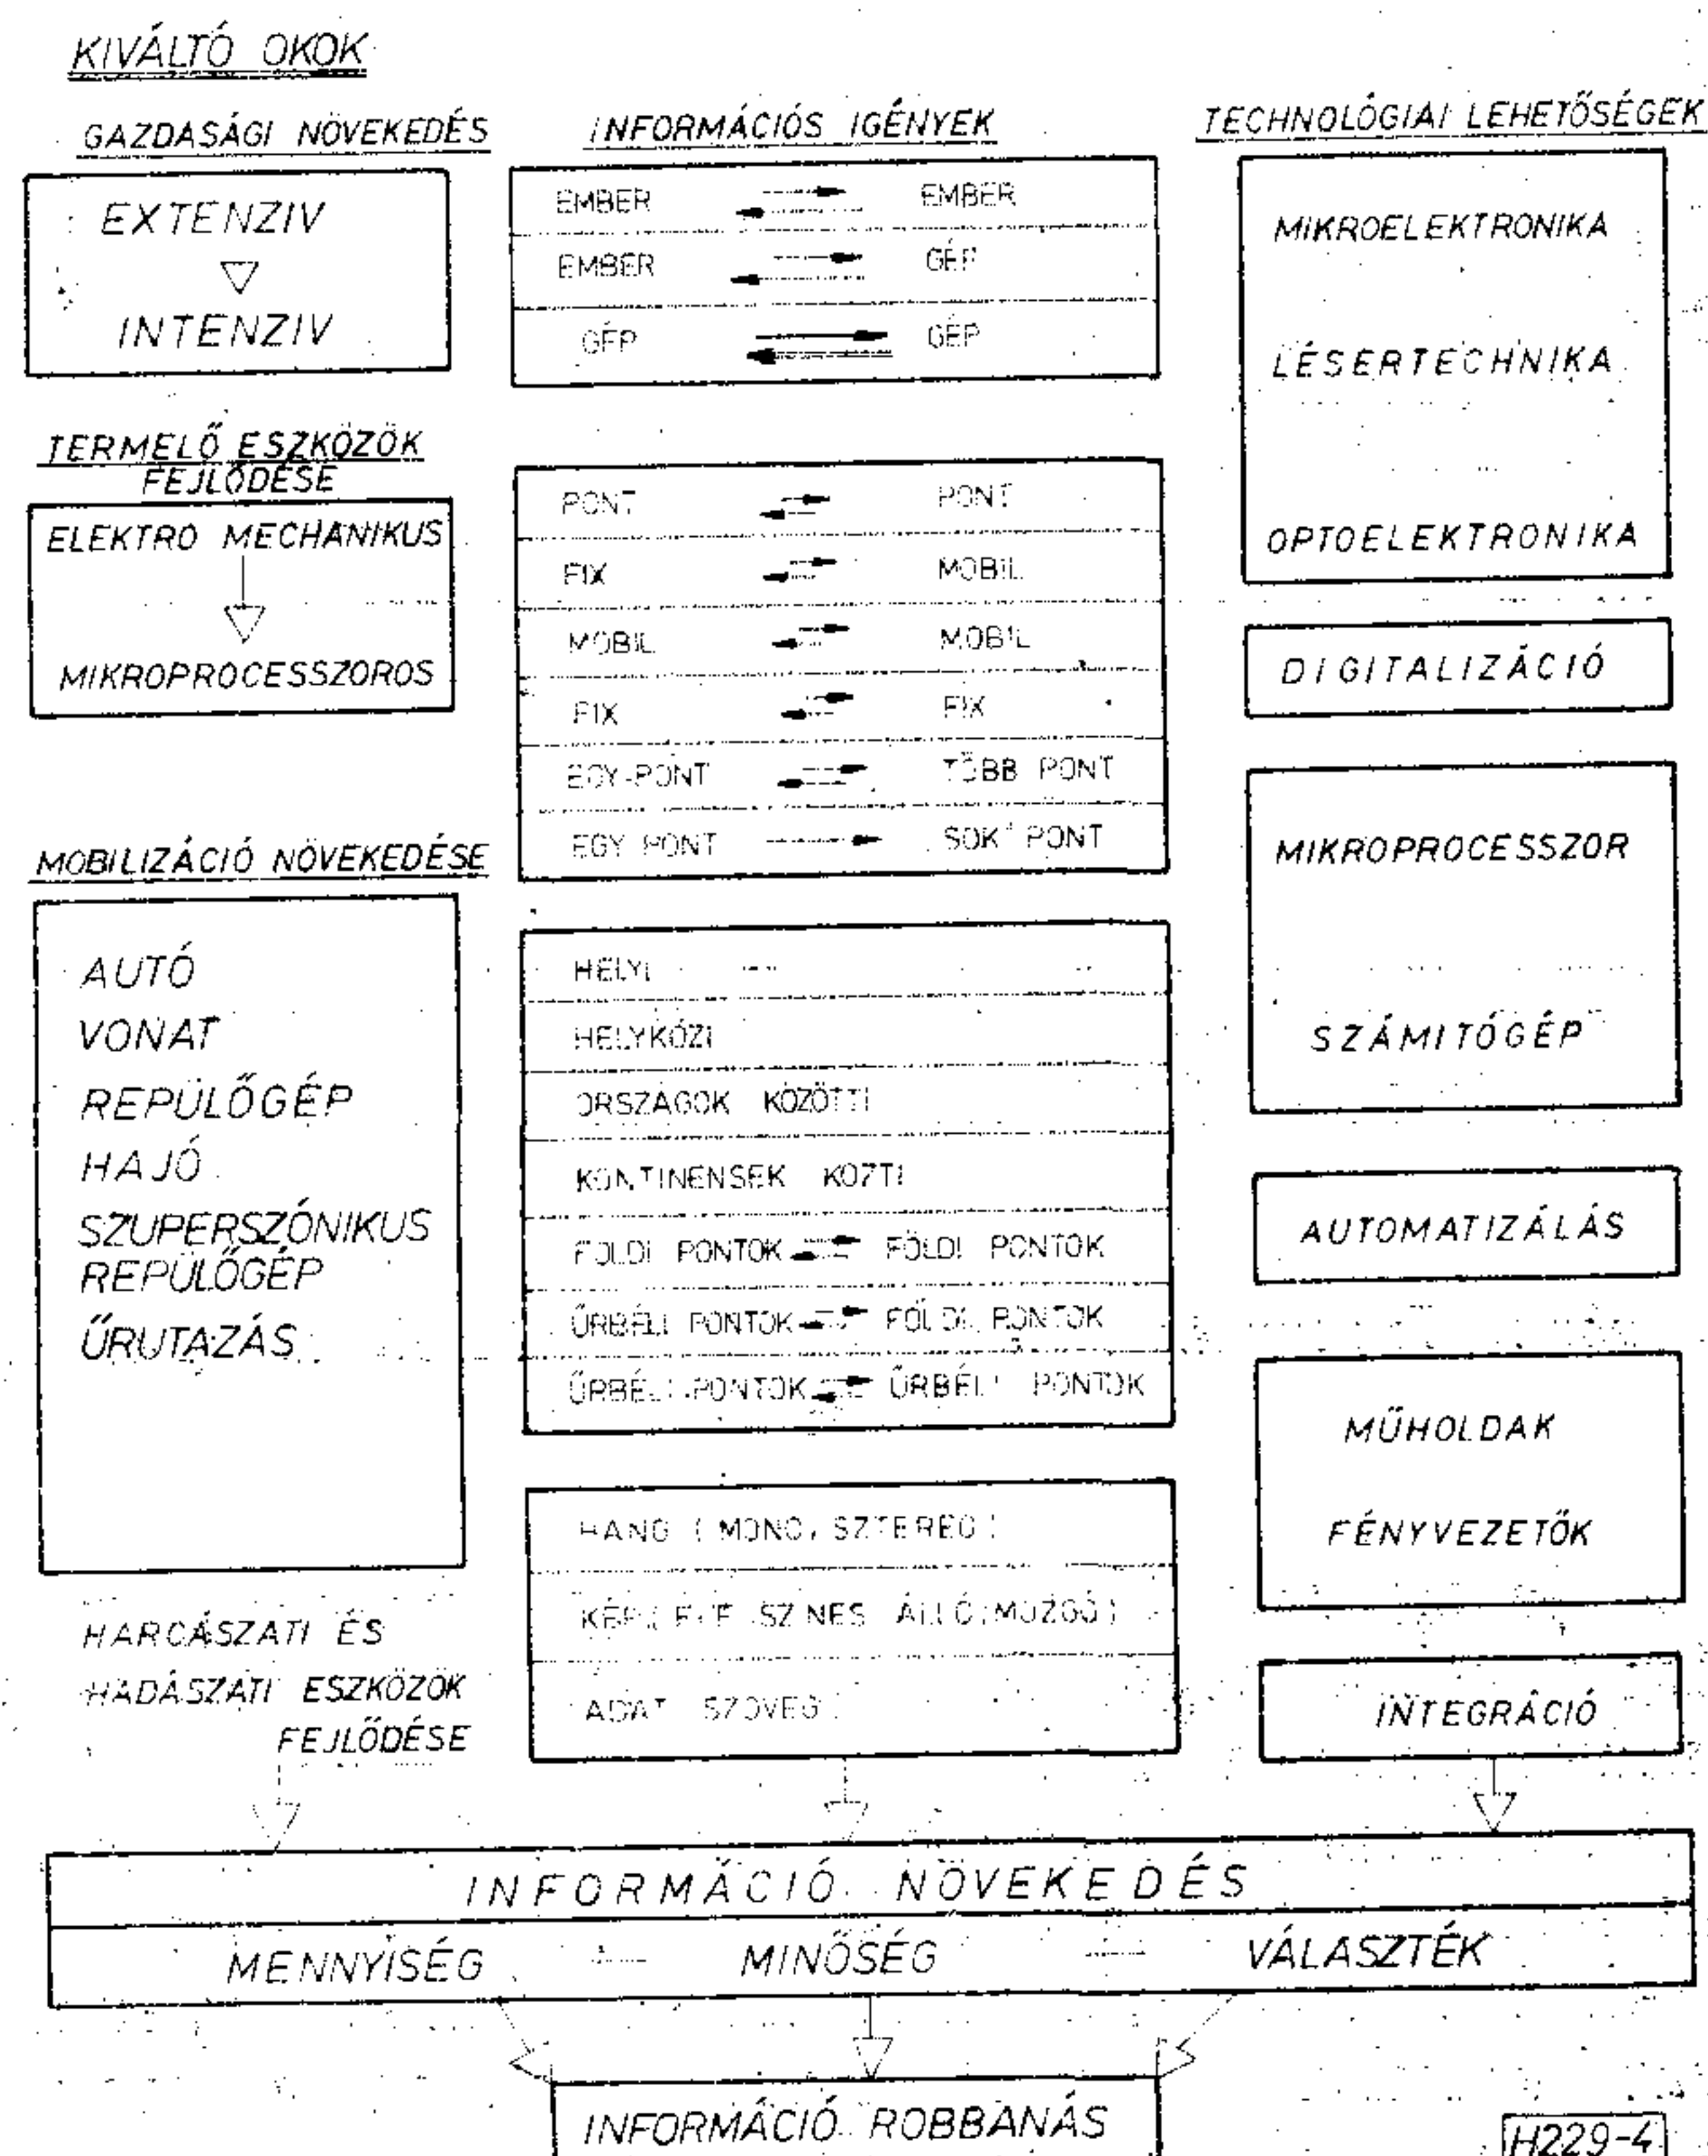 KIVÁLTÓ OKOK
GAZDASÁGI NÖVEKEDÉS
EXTENZIV
INTENZIV
TERMELŐ ESZKÖZÖK
FEJLŐDÉSE
ELEKTRO MECHANIKUS
MIKROPROCESSZOROS
MOBILIZÁCIÓ NÖVEKEDÉSE
AUTÓ
VONAT
REPÜLŐGÉP
HAJÓ
SZUPERSZÓNIKUS
REPÜLŐGÉP
ŰRUTAZÁS
HARCÁSZATI ÉS
HADÁSZATI ESZKÖZÖK
FEJLŐDÉSE
INFORMÁCIÓS IGÉNYEK
EMBER EMBER
EMBER GÉP
GÉP GÉP
PONT PONT
FIX MOBIL
MOBIL MOBIL
FIX FIX
EGY-PONT TÖBB PONT
EGY PONT SOK PONT
HELYI
HELYKÖZI
ORSZÁGOK KÖZÖTTI
KONTINENSEK KÖZTI
FÖLDI PONTOK FÖLDI PONTOK
ŰRBÉLI PONTOK FÖLDI PONTOK
ŰRBÉLI PONTOK ŰRBÉLI PONTOK
HANG (MONO, SZTEREO)
KÉP ( SZINES ÁLLÓ, MOZGÓ)
ADAT SZÖVEG
TECHNOLÓGIAI LEHETŐSÉGEK
MIKROELEKTRONIKA
LÉSERTECHNIKA
OPTOELEKTRONIKA
DIGITALIZÁCIÓ
MIKROPROCESSZOR
SZÁMITÓGÉP
AUTOMATIZÁLÁS
MŰHOLDAK
FÉNYVEZETŐK
INTEGRÁCIÓ
INFORMÁCIÓ NÖVEKEDÉS
MENNYISÉG - MINŐSÉG - VÁLASZTÉK
INFORMÁCIÓ ROBBANÁS
H229-4